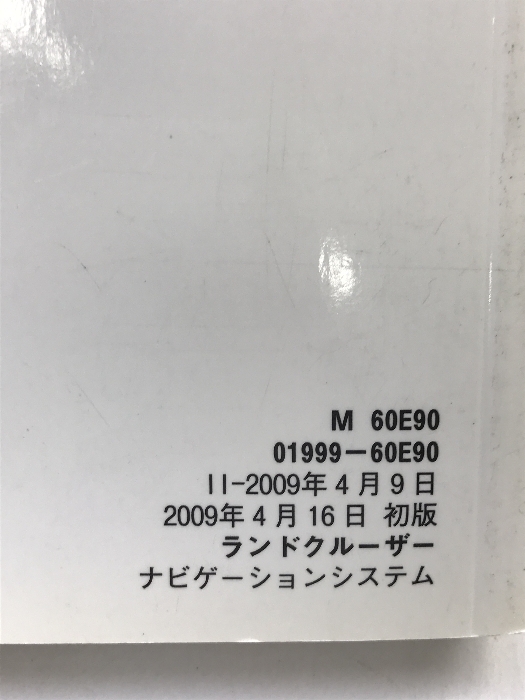 M 60E90
01999-60E90
II-2009年4月9日
2009年4月16日 初版
ランドクルーザー
ナビゲーションシステム